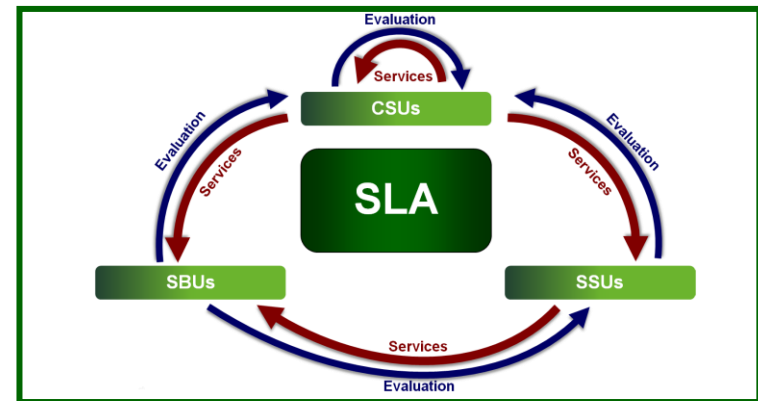 Evaluation
Services
CSUs
Evaluation
Services
Services
Evaluation
SLA
SBUs
SSUs
Services
Evaluation